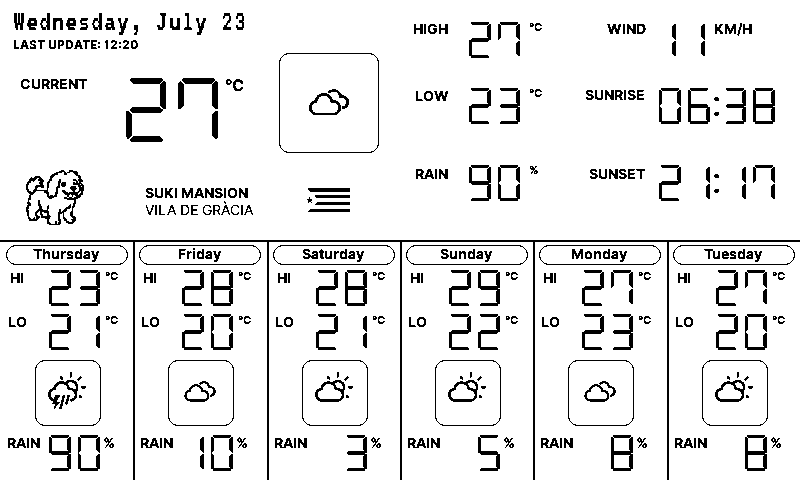 Wednesday, July 23
LAST UPDATE: 12:20
CURRENT 27 °C
HIGH 27 °C
LOW 23 °C
RAIN 90 %
WIND 11 KM/H
SUNRISE 06:38
SUNSET 21:17
SUKI MANSION
VILA DE GRÀCIA
Thursday
HI 23 °C
LO 21 °C
RAIN 90 %
Friday
HI 28 °C
LO 20 °C
RAIN 10 %
Saturday
HI 28 °C
LO 21 °C
RAIN 3 %
Sunday
HI 29 °C
LO 22 °C
RAIN 5 %
Monday
HI 27 °C
LO 23 °C
RAIN 8 %
Tuesday
HI 27 °C
LO 20 °C
RAIN 8 %